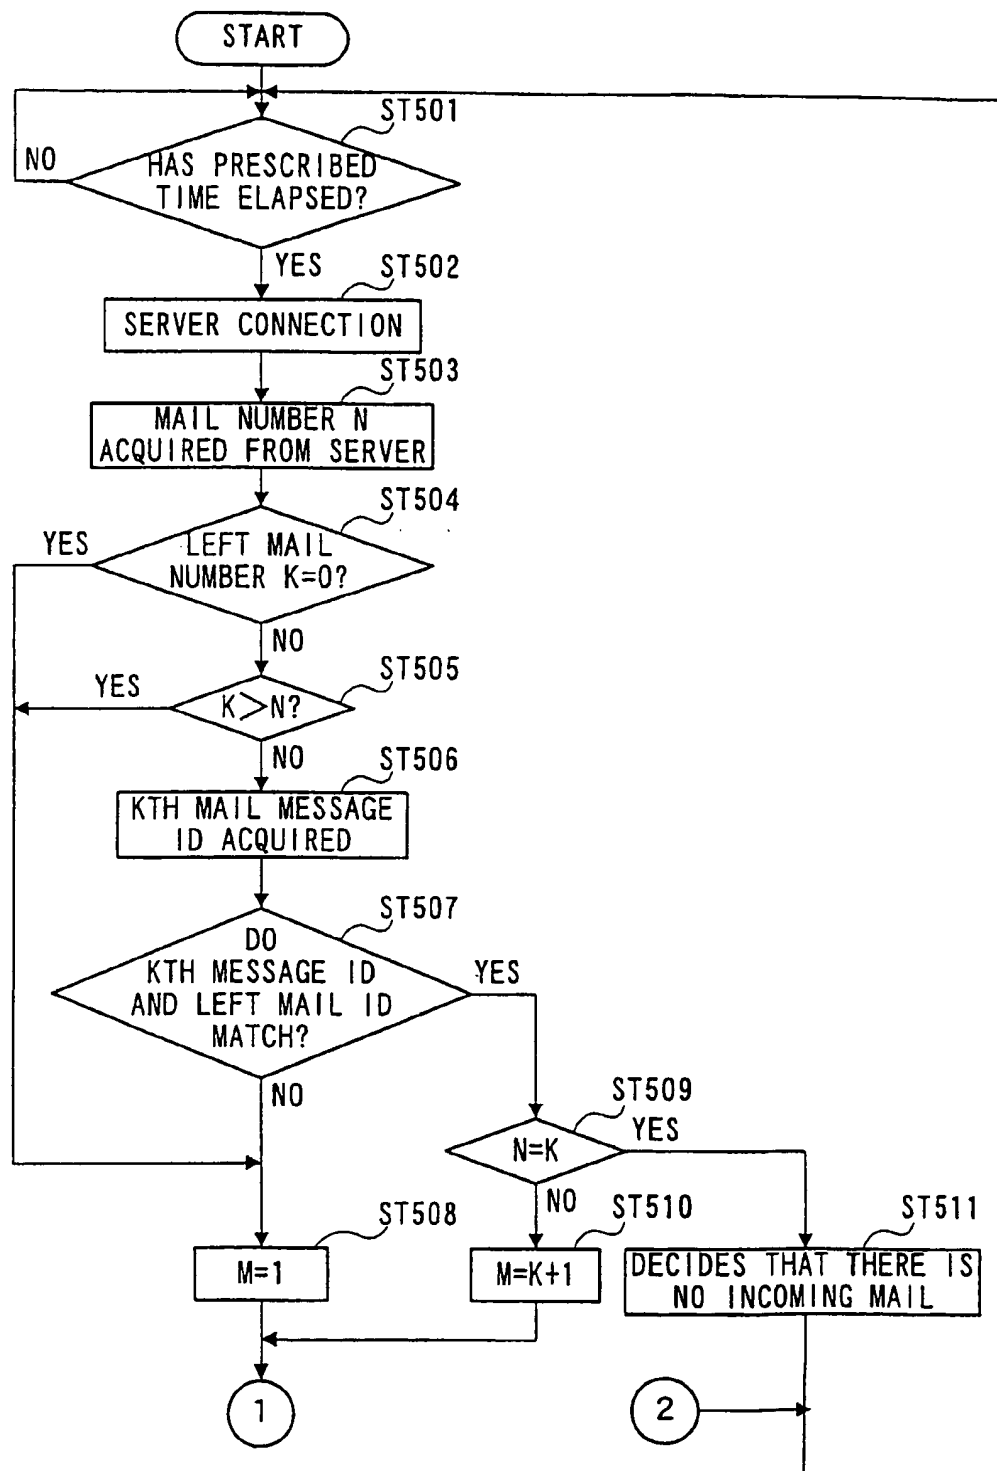 START
ST501
NO
HAS PRESCRIBED
TIME ELAPSED?
YES
ST502
SERVER CONNECTION
ST503
MAIL NUMBER N
ACQUIRED FROM SERVER
ST504
YES
LEFT MAIL
NUMBER K=0?
NO
ST505
YES
K>N?
NO
ST506
KTH MAIL MESSAGE
ID ACQUIRED
ST507
DO
KTH MESSAGE ID
AND LEFT MAIL ID
MATCH?
YES
NO
ST509
N=K
YES
NO
ST508
M=1
ST510
M=K+1
ST511
DECIDES THAT THERE IS
NO INCOMING MAIL
1
2